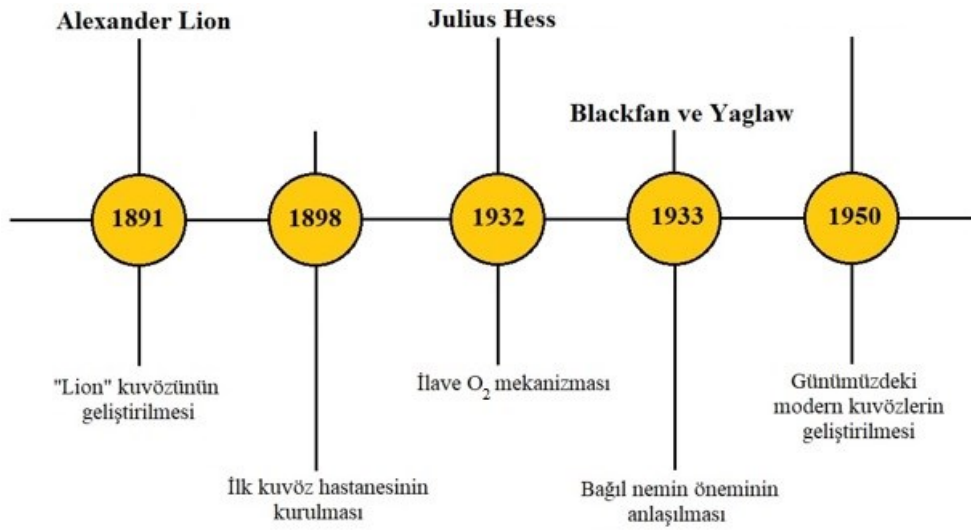 Alexander Lion
Julius Hess
Blackfan ve Yaglaw
1891
1898
1932
1933
1950
"Lion" kuvözünün
geliştirilmesi
İlk kuvöz hastanesinin
kurulması
İlave O₂ mekanizması
Bağıl nemin öneminin
anlaşılması
Günümüzdeki
modern kuvözlerin
geliştirilmesi